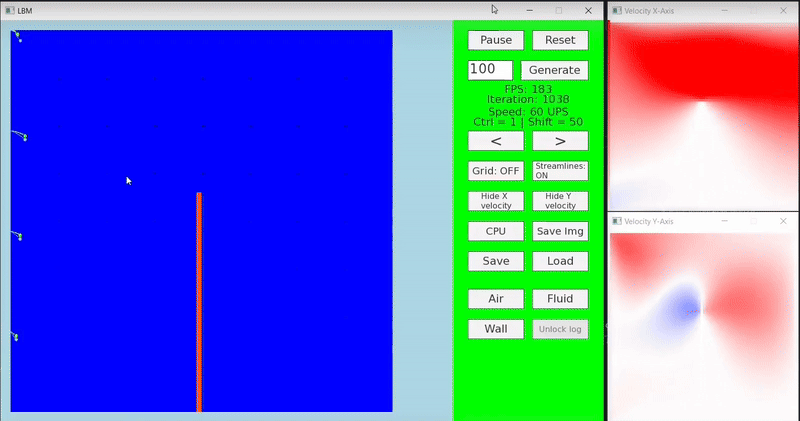 LBM
Pause
Reset
100
Generate
FPS: 183
Iteration: 1038
Speed: 60 UPS
Ctrl = 1 | Shift = 50
<
>
Grid: OFF
Streamlines:
ON
Hide X
velocity
Hide Y
velocity
CPU
Save Img
Save
Load
Air
Fluid
Wall
Unlock log
Velocity X-Axis
Velocity Y-Axis